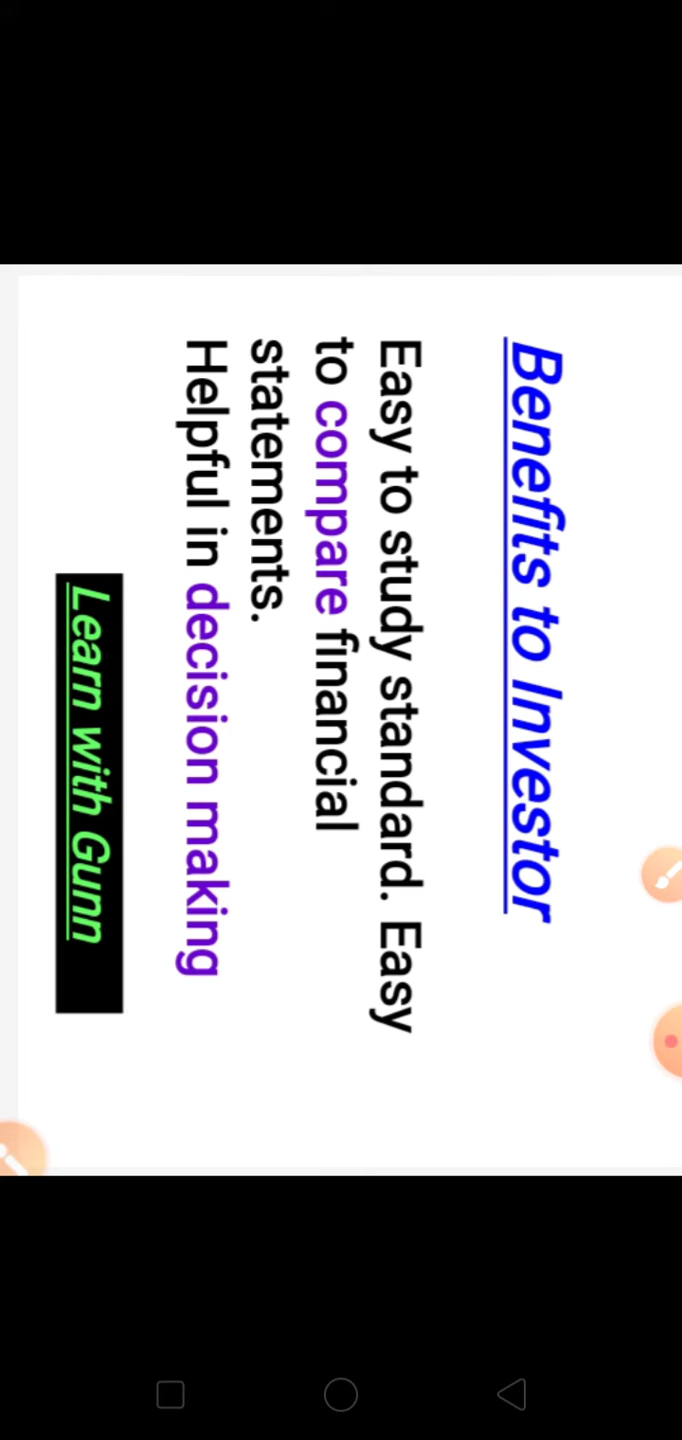 Benefits to Investor
Easy to study standard. Easy
to compare financial
statements.
Helpful in decision making
Learn with Gunn